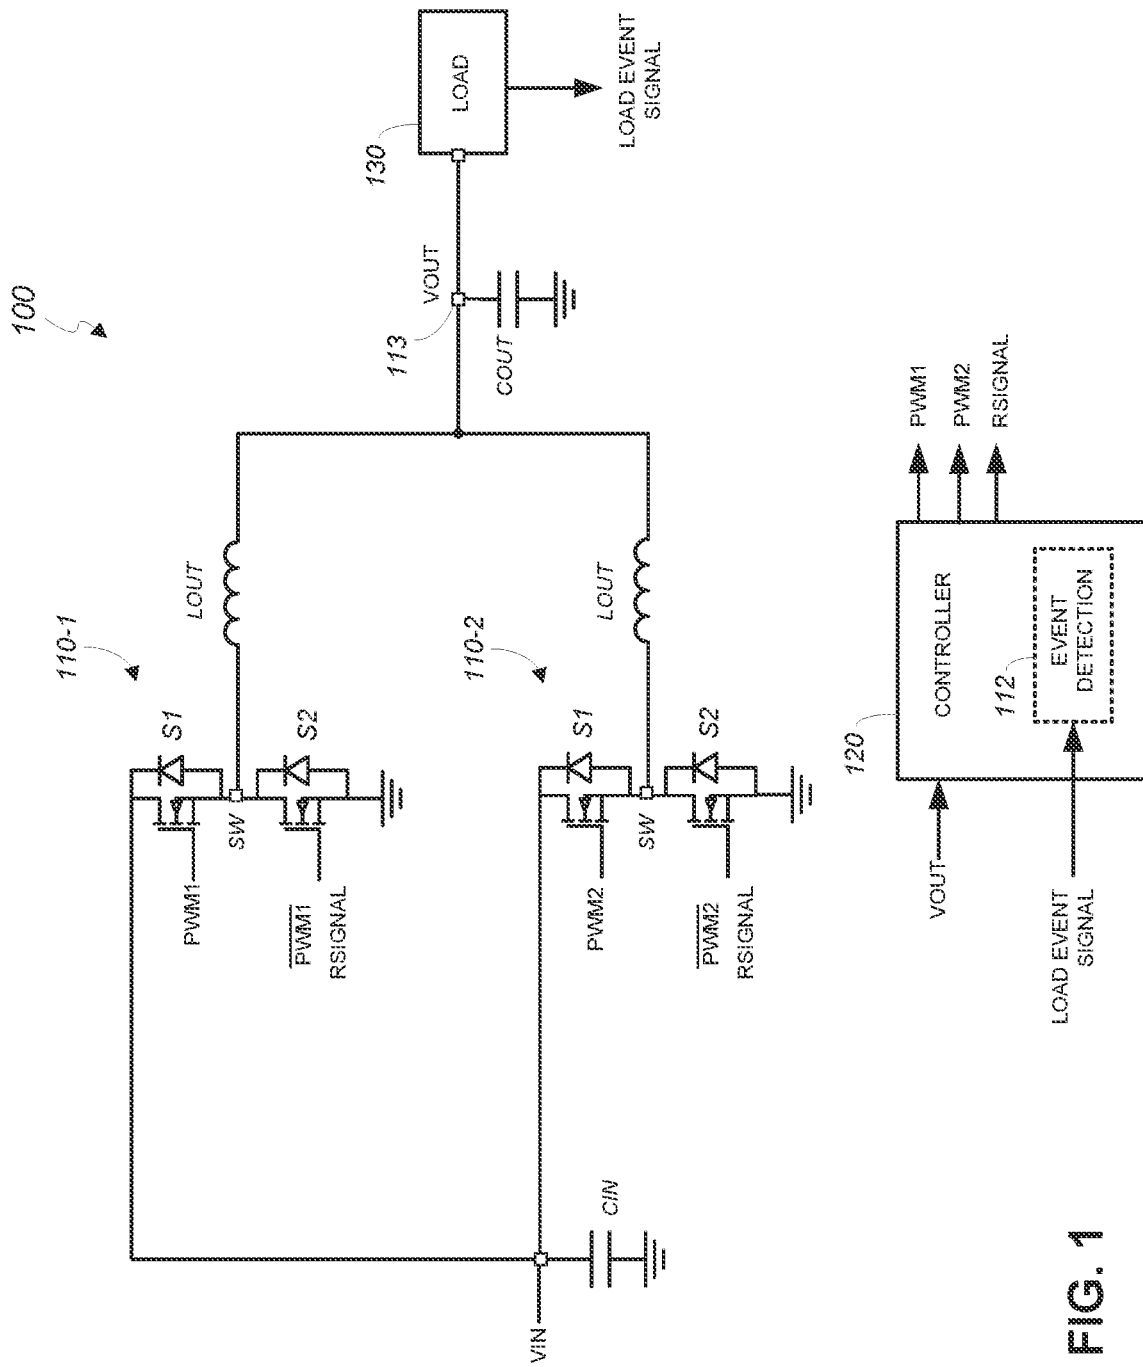 100
110-1
S1
PWM1
SW
LOUT
S2
PWM1
RSIGNAL
130
LOAD
VOUT
113
COUT
LOAD EVENT
SIGNAL
110-2
S1
PWM2
SW
LOUT
S2
PWM2
RSIGNAL
VIN
CIN
120
CONTROLLER
VOUT
112
EVENT
DETECTION
LOAD EVENT
SIGNAL
PWM1
PWM2
RSIGNAL
FIG. 1